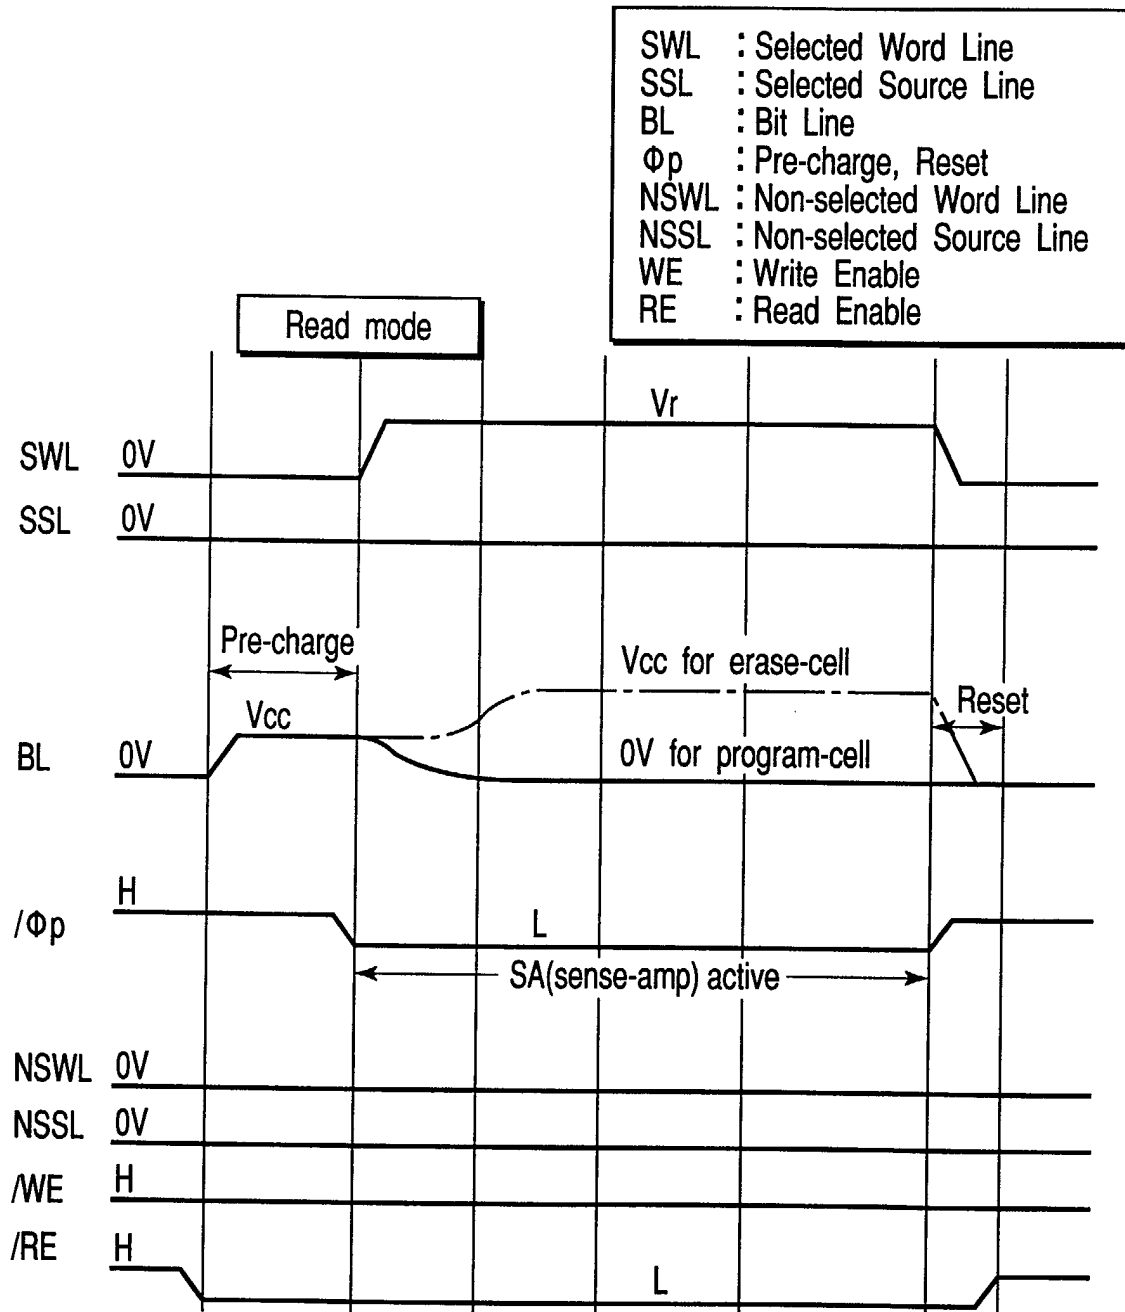 SWL : Selected Word Line
SSL : Selected Source Line
BL : Bit Line
Φp : Pre-charge, Reset
NSWL : Non-selected Word Line
NSSL : Non-selected Source Line
WE : Write Enable
RE : Read Enable
Read mode
Vr
SWL 0V
SSL 0V
Pre-charge
Vcc for erase-cell
Reset
Vcc
BL 0V
0V for program-cell
H
/Φp
L
SA(sense-amp) active
NSWL 0V
NSSL 0V
/WE H
/RE H
L